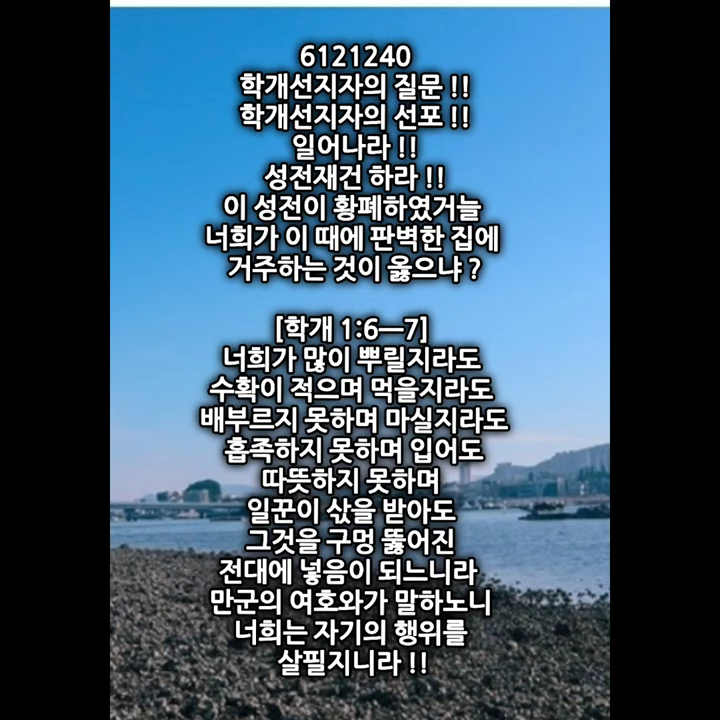 6121240
학개선지자의 질문 !!
학개선지자의 선포 !!
일어나라 !!
성전재건 하라 !!
이 성전이 황폐하였거늘
너희가 이 때에 판벽한 집에
거주하는 것이 옳으냐 ?
[학개 1:6—7]
너희가 많이 뿌릴지라도
수확이 적으며 먹을지라도
배부르지 못하며 마실지라도
흡족하지 못하며 입어도
따뜻하지 못하며
일꾼이 삯을 받아도
그것을 구멍 뚫어진
전대에 넣음이 되느니라
만군의 여호와가 말하노니
너희는 자기의 행위를
살필지니라 !!